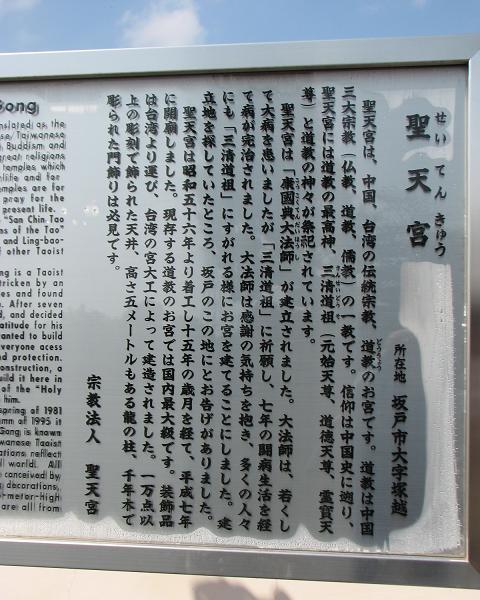 聖天宮
せいてんきゅう
所在地 坂戸市大字塚越
聖天宮は、中国、台湾の伝統宗教、道教のお宮です。道教は中国
三大宗教(仏教、道教、儒教)の一教です。信仰は中国史に遡り、
聖天宮には道教の最高神「三清道祖」(元始天尊、道德天尊、霊寶天
尊)と道教の神々が祭祀されています。
聖天宮は「康國典大法師」が建立されました。大法師は、若くし
て大病を患いましたが「三清道祖」に祈願し、七年の闘病生活を経
て病が完治されました。大法師は感謝の気持ちを抱き、多くの人々
にも「三清道祖」にすがれる様にお宮を建てることにしました。建
立地を探していたところ、坂戸のこの地にとお告げがありました。
聖天宮は昭和五十六年より着工し十五年の歳月を経て、平成七年
に開廟しました。現存する道教のお宮では国内最大級です。装飾品
は台湾より運び、台湾の宮大工によって建造されました。一万点以
上の彫刻で飾られた天井、高さ五メートルもある龍の柱、千年木で
彫られた門飾りは必見です。
宗教法人 聖天宮
Gong
nslated as the
se/Taiwanese
Buddism and
great religions
temples which
nlife and for
emples are for
present life.
"San Chin Tao
ns of the Tao"
and Ling-bao-
f other Taoist
ng is a Taoist
tricken by an
es and found
n. After seven
d, and decided
atitude for his
anted to build
veryone acess
nd protection.
onstruction, a
uild it here in
of the "Holy
him.
spring of 1981
mn of 1995 it
Gong is known
wanese Taoist
ations reflect
l world. All
conceived by
g decorations,
-meter-high
are all from